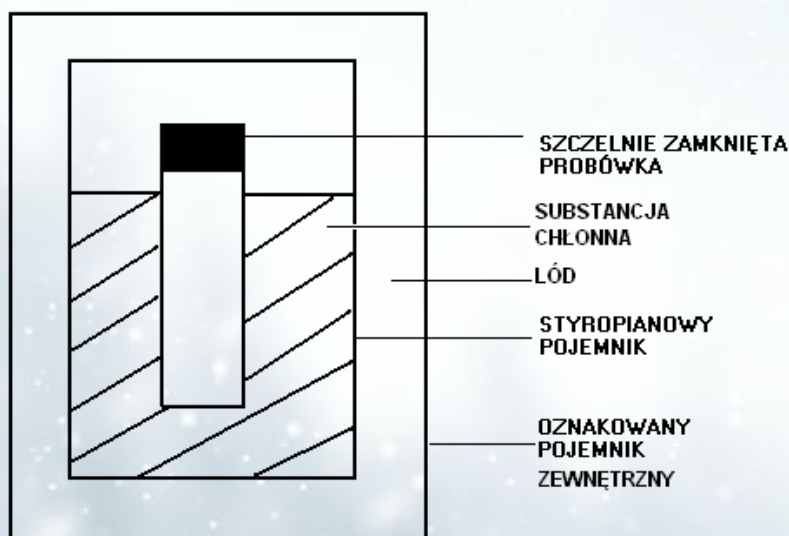 SZCZELNIE ZAMKNIĘTA
PROBÓWKA
SUBSTANCJA
CHŁONNA
LÓD
STYROPIANOWY
POJEMNIK
OZNAKOWANY
POJEMNIK
ZEWNĘTRZNY